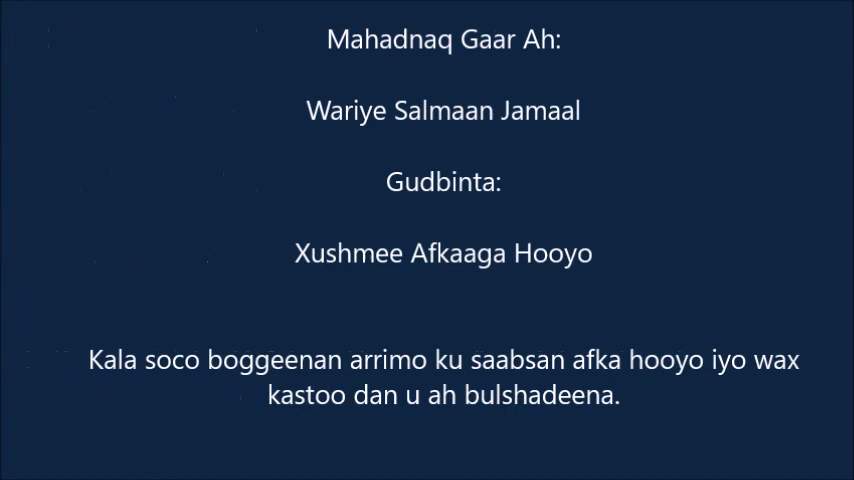 Mahadnaq Gaar Ah:
Wariye Salmaan Jamaal
Gudbinta:
Xushmee Afkaaga Hooyo
Kala soco boggeenan arrimo ku saabsan afka hooyo iyo wax
kastoo dan u ah bulshadeena.